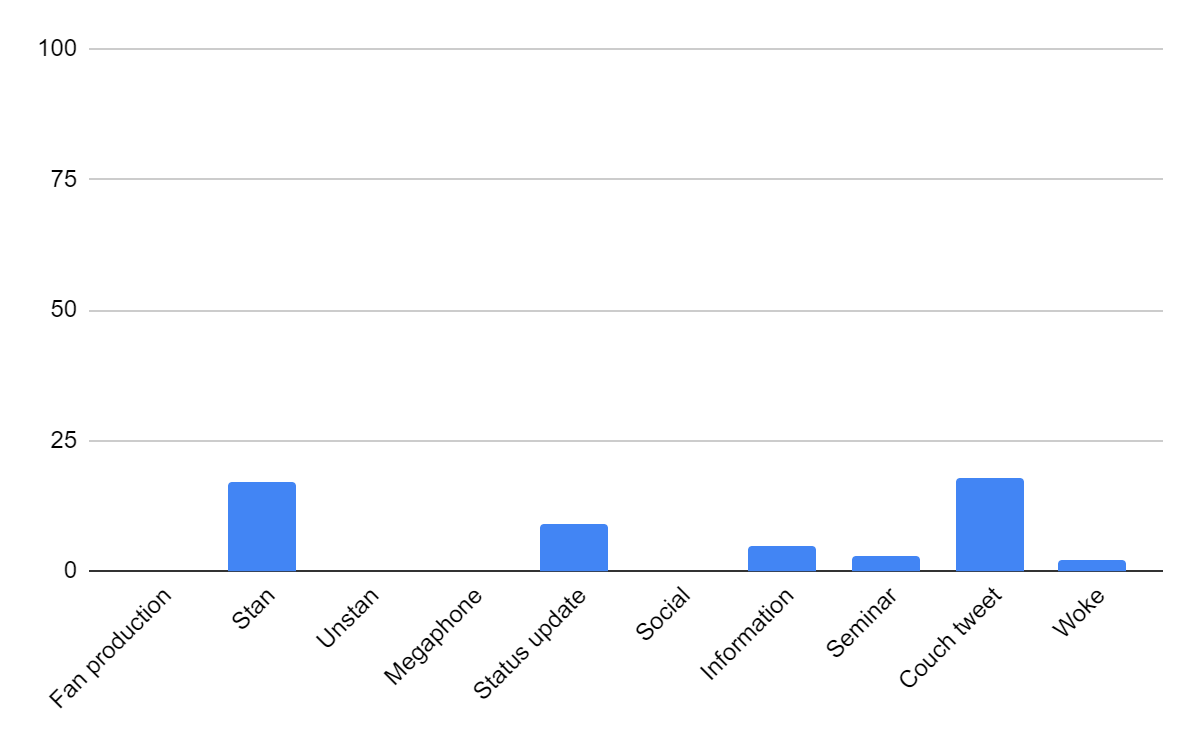 100
75
50
25
0
Fan production
Stan
Unstan
Megaphone
Status update
Social
Information
Seminar
Couch tweet
Woke